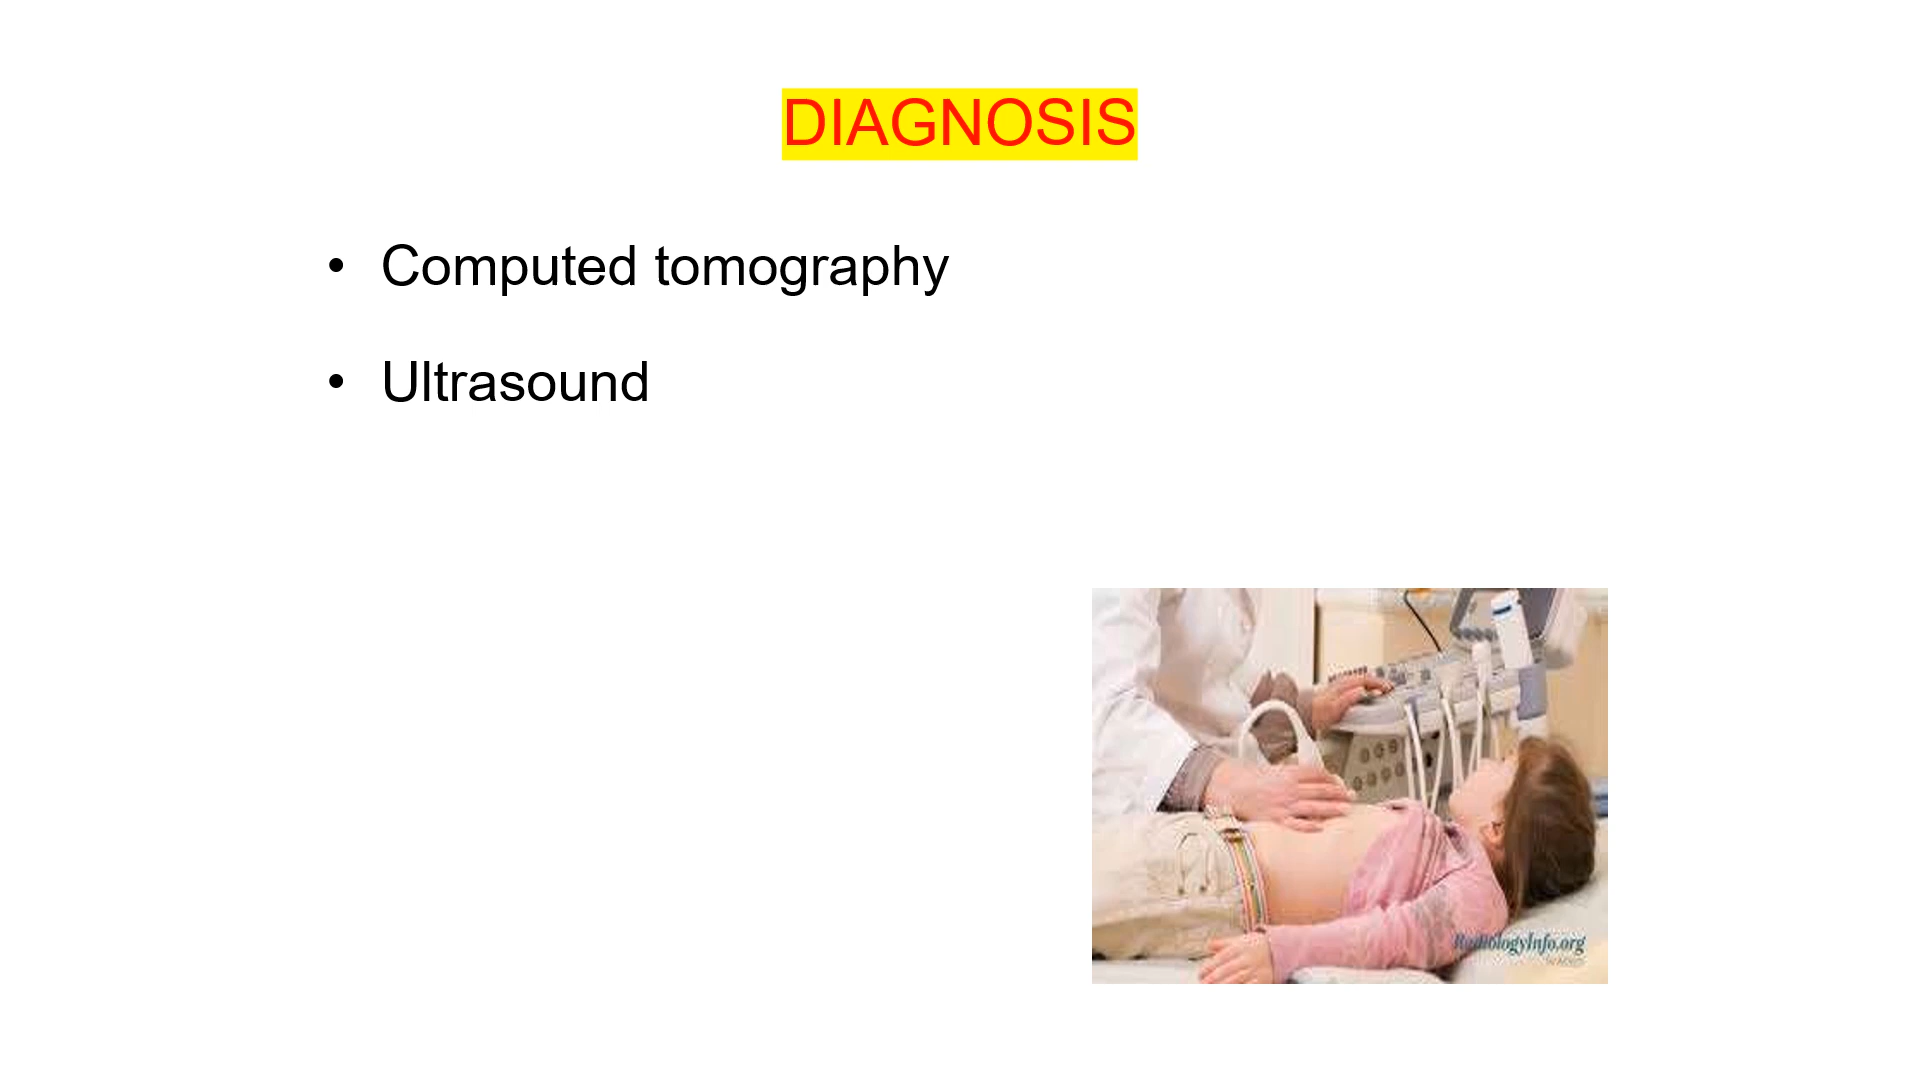 DIAGNOSIS
• Computed tomography
• Ultrasound
RadiologyInfo.org